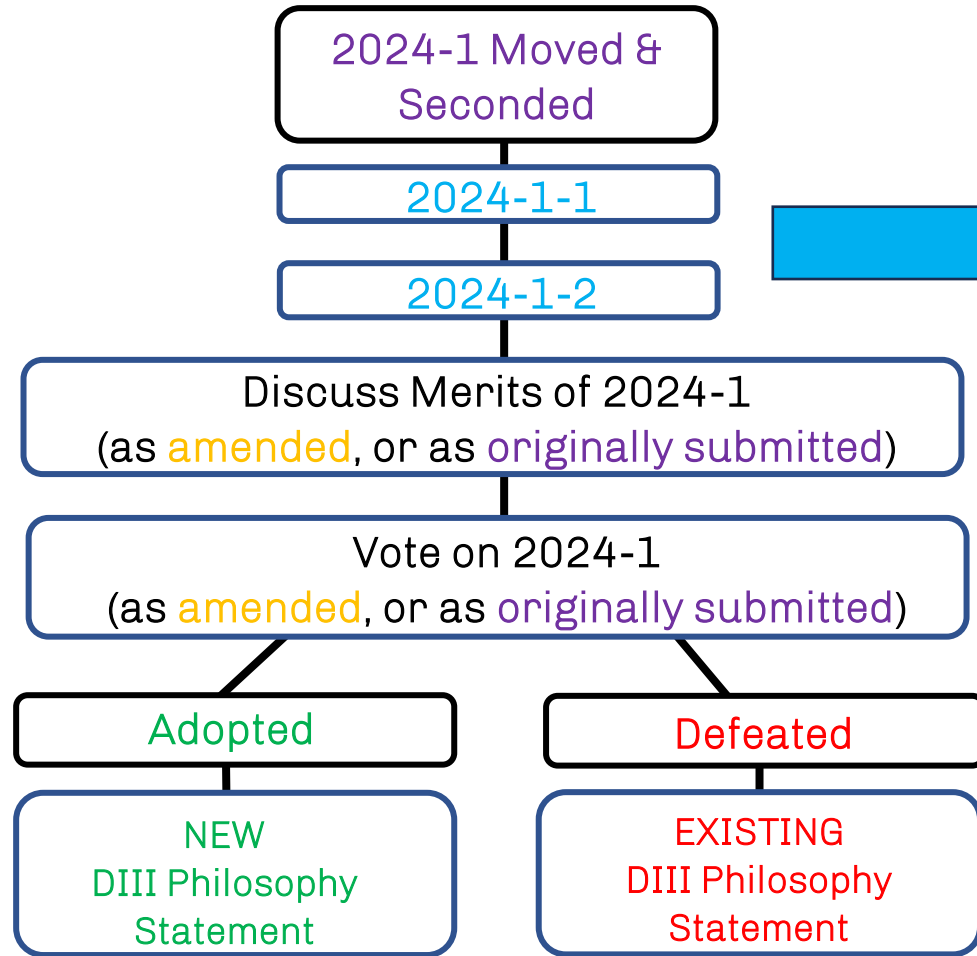 2024-1 Moved &
Seconded
2024-1-1
2024-1-2
Discuss Merits of 2024-1
(as amended, or as originally submitted)
Vote on 2024-1
(as amended, or as originally submitted)
Adopted
Defeated
NEW
DIII Philosophy
Statement
EXISTING
DIII Philosophy
Statement